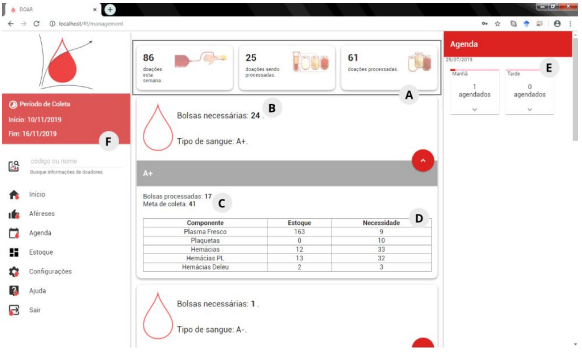 DOAR
localhost/#!/management
Período de Coleta
Início: 10/11/2019
Fim: 16/11/2019
F
código ou nome
Busque informações de doadores
Início
Aféreses
Agenda
Estoque
Configurações
Ajuda
Sair
86
doações
esta
semana.
25
doações sendo
processadas.
61
doações processadas.
A
Bolsas necessárias: 24 .
B
Tipo de sangue: A+.
A+
Bolsas processadas: 17
Meta de coleta: 41
C
D
Componente Estoque Necessidade
Plasma Fresco 163 9
Plaquetas 0 10
Hemácias 12 33
Hemácias PL 13 32
Hemácias Deleu 2 3
Bolsas necessárias: 1 .
Tipo de sangue: A-.
Agenda
25/07/2019
E
Manhã Tarde
1 0
agendados agendados